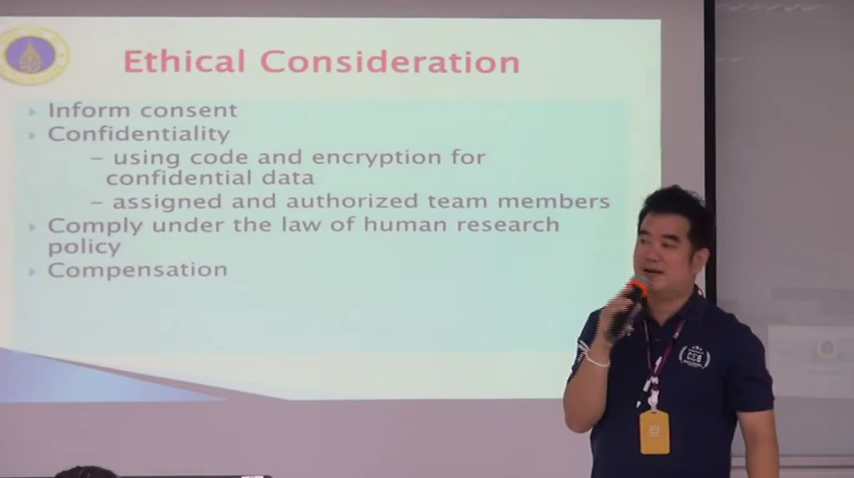 Ethical Consideration
Inform consent
Confidentiality
– using code and encryption for
confidential data
– assigned and authorized team members
Comply under the law of human research
policy
Compensation